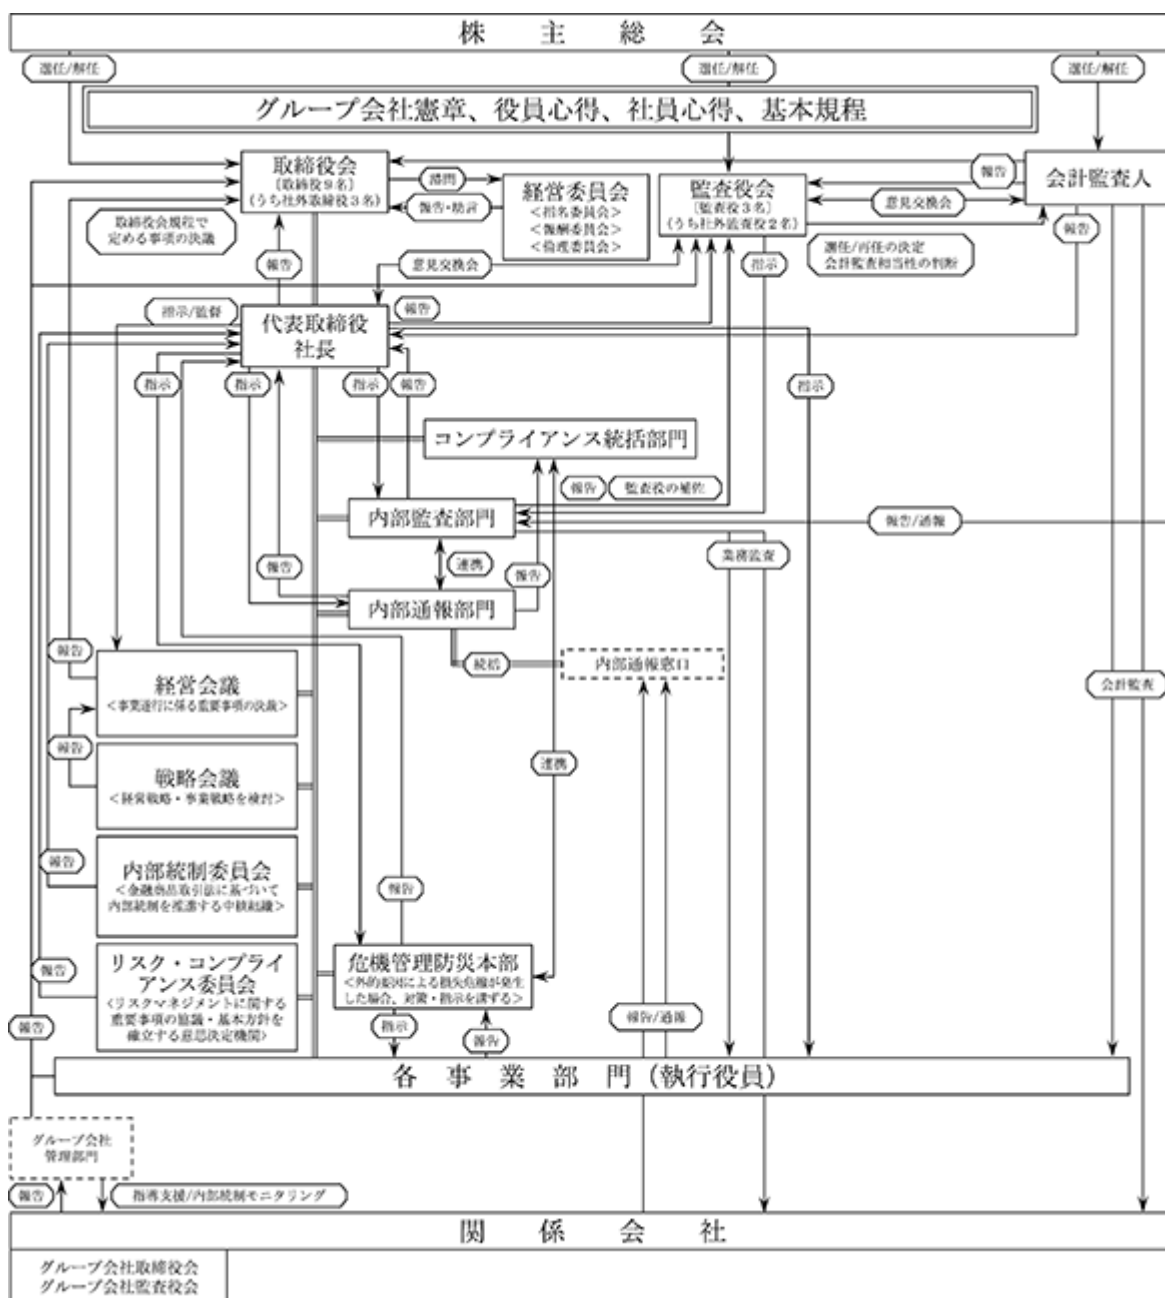 株主総会
選任/解任
選任/解任
選任/解任
グループ会社憲章、役員心得、社員心得、基本規程
取締役会
〔取締役９名〕
(うち社外取締役３名)
諮問
報告・助言
経営委員会
＜指名委員会＞
＜報酬委員会＞
＜倫理委員会＞
監査役会
〔監査役３名〕
(うち社外監査役２名)
報告
意見交換会
会計監査人
報告
取締役会規程で
定める事項の決議
選任/再任の決定
会計監査相当性の判断
報告
意見交換会
指示
指示/監督
代表取締役
社長
報告
指示
指示
指示
報告
指示
コンプライアンス統括部門
報告
監査役の補佐
内部監査部門
報告/通報
業務監査
連携
報告
報告
内部通報部門
統括
内部通報窓口
報告
経営会議
＜事業遂行に係る重要事項の決裁＞
会計監査
報告
戦略会議
＜経営戦略・事業戦略を検討＞
連携
報告
内部統制委員会
＜金融商品取引法に基づいて
内部統制を推進する中核組織＞
報告
報告
リスク・コンプライ
アンス委員会
＜リスクマネジメントに関する
重要事項の協議・基本方針を
確立する意思決定機関＞
危機管理防災本部
＜外的要因による損失危険が発生
した場合、対策・指示を講ずる＞
報告
指示
報告
報告/通報
各事業部門(執行役員)
グループ会社
管理部門
報告
指導支援/内部統制モニタリング
関係会社
グループ会社取締役会
グループ会社監査役会